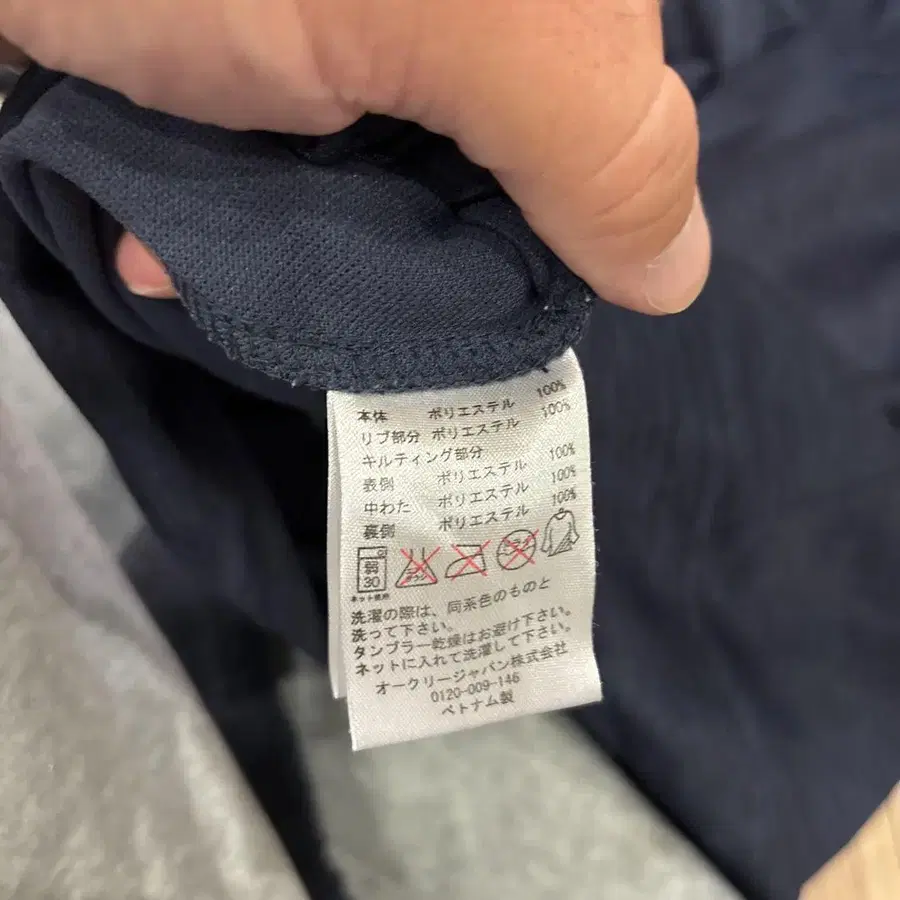 本体 ポリエステル 100%
リブ部分 ポリエステル 100%
キルティング部分
表側 ポリエステル 100%
中わた ポリエステル 100%
裏側 ポリエステル 100%
弱
30
ネット使用
洗濯の際は、同系色のものと
洗って下さい。
タンブラー乾燥はお避け下さい。
ネットに入れて洗濯して下さい。
オークリージャパン株式会社
0120-009-146
ベトナム製